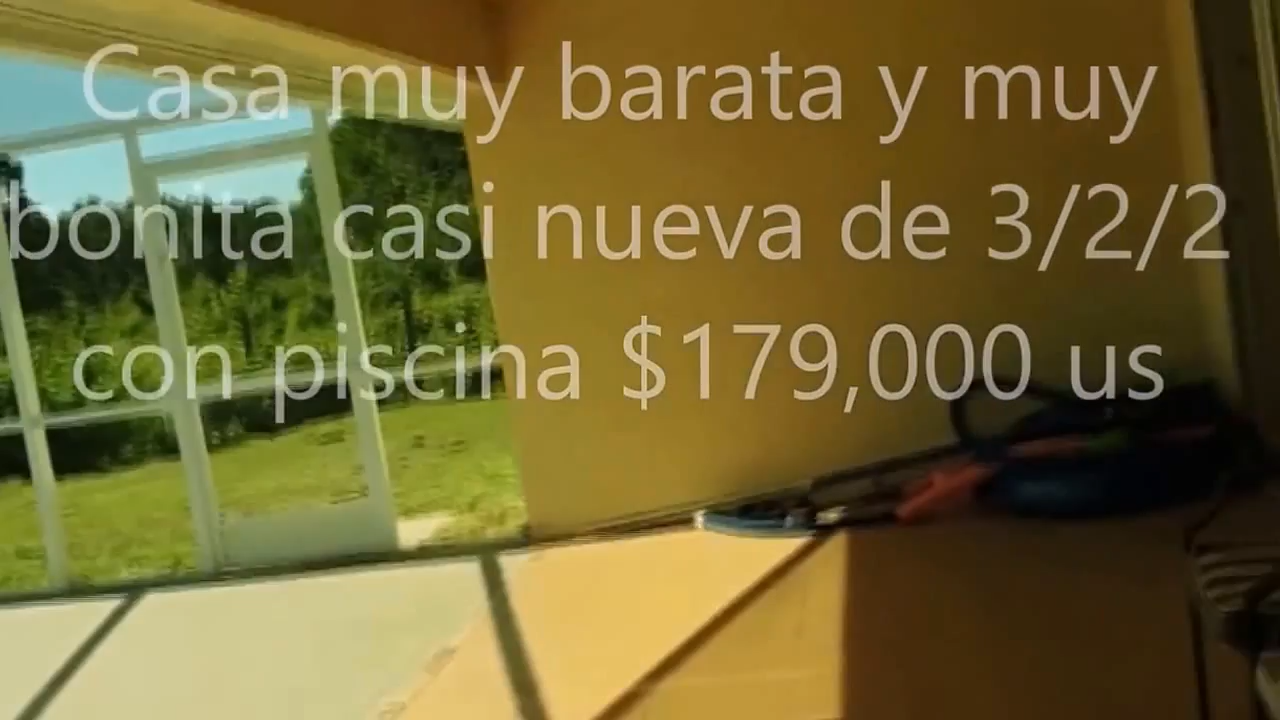 Casa muy barata y muy
bonita casi nueva de 3/2/2
con piscina $179,000 us